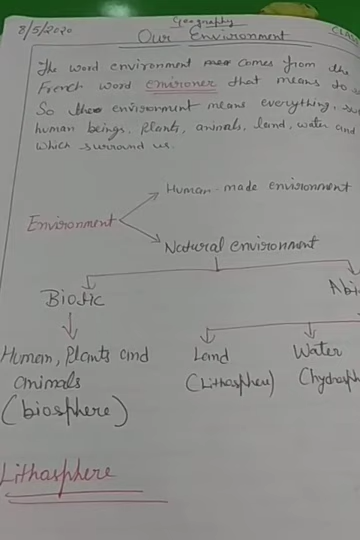 Geography
8/5/2020
Our Environment
The word environment comes from the
French word environer that means to
So environment means everything,
human beings, plants, animals, land, water and
which surround us.
Human-made environment
Environment
Natural environment
Biotic
Human, Plants and
animals
(biosphere)
Land
(Lithosphere)
Water
Lithasphere